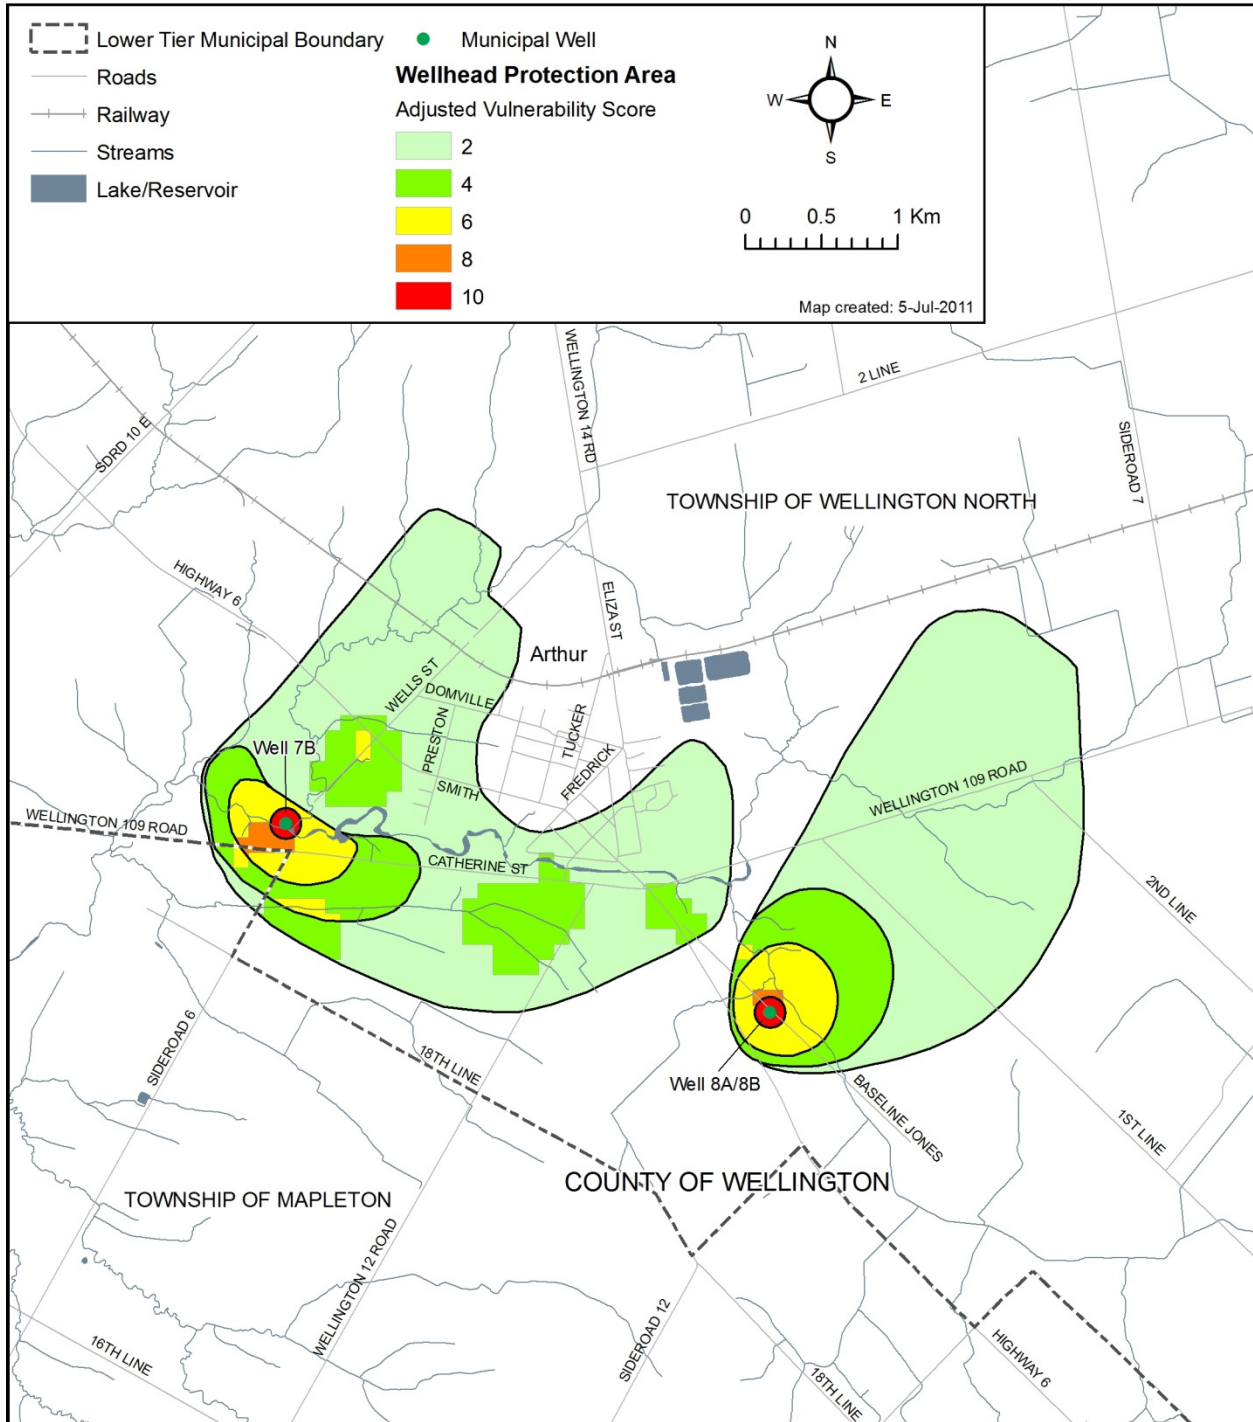 Lower Tier Municipal Boundary
Roads
Railway
Streams
Lake/Reservoir
Municipal Well
Wellhead Protection Area
Adjusted Vulnerability Score
2
4
6
8
10
N
W E
S
0 0.5 1 Km
Map created: 5-Jul-2011
WELLINGTON 14 RD
2 LINE
SIDEROAD 7
SDRD 10 E
TOWNSHIP OF WELLINGTON NORTH
HIGHWAY 6
ELIZA ST
Arthur
WELLS ST
DOMVILLE
PRESTON
TUCKER
FREDRICK
SMITH
Well 7B
WELLINGTON 109 ROAD
WELLINGTON 109 ROAD
CATHERINE ST
2ND LINE
SIDEROAD 6
18TH LINE
Well 8A/8B
BASELINE JONES
1ST LINE
COUNTY OF WELLINGTON
TOWNSHIP OF MAPLETON
WELLINGTON 12 ROAD
SIDEROAD 12
16TH LINE
18TH LINE
HIGHWAY 6